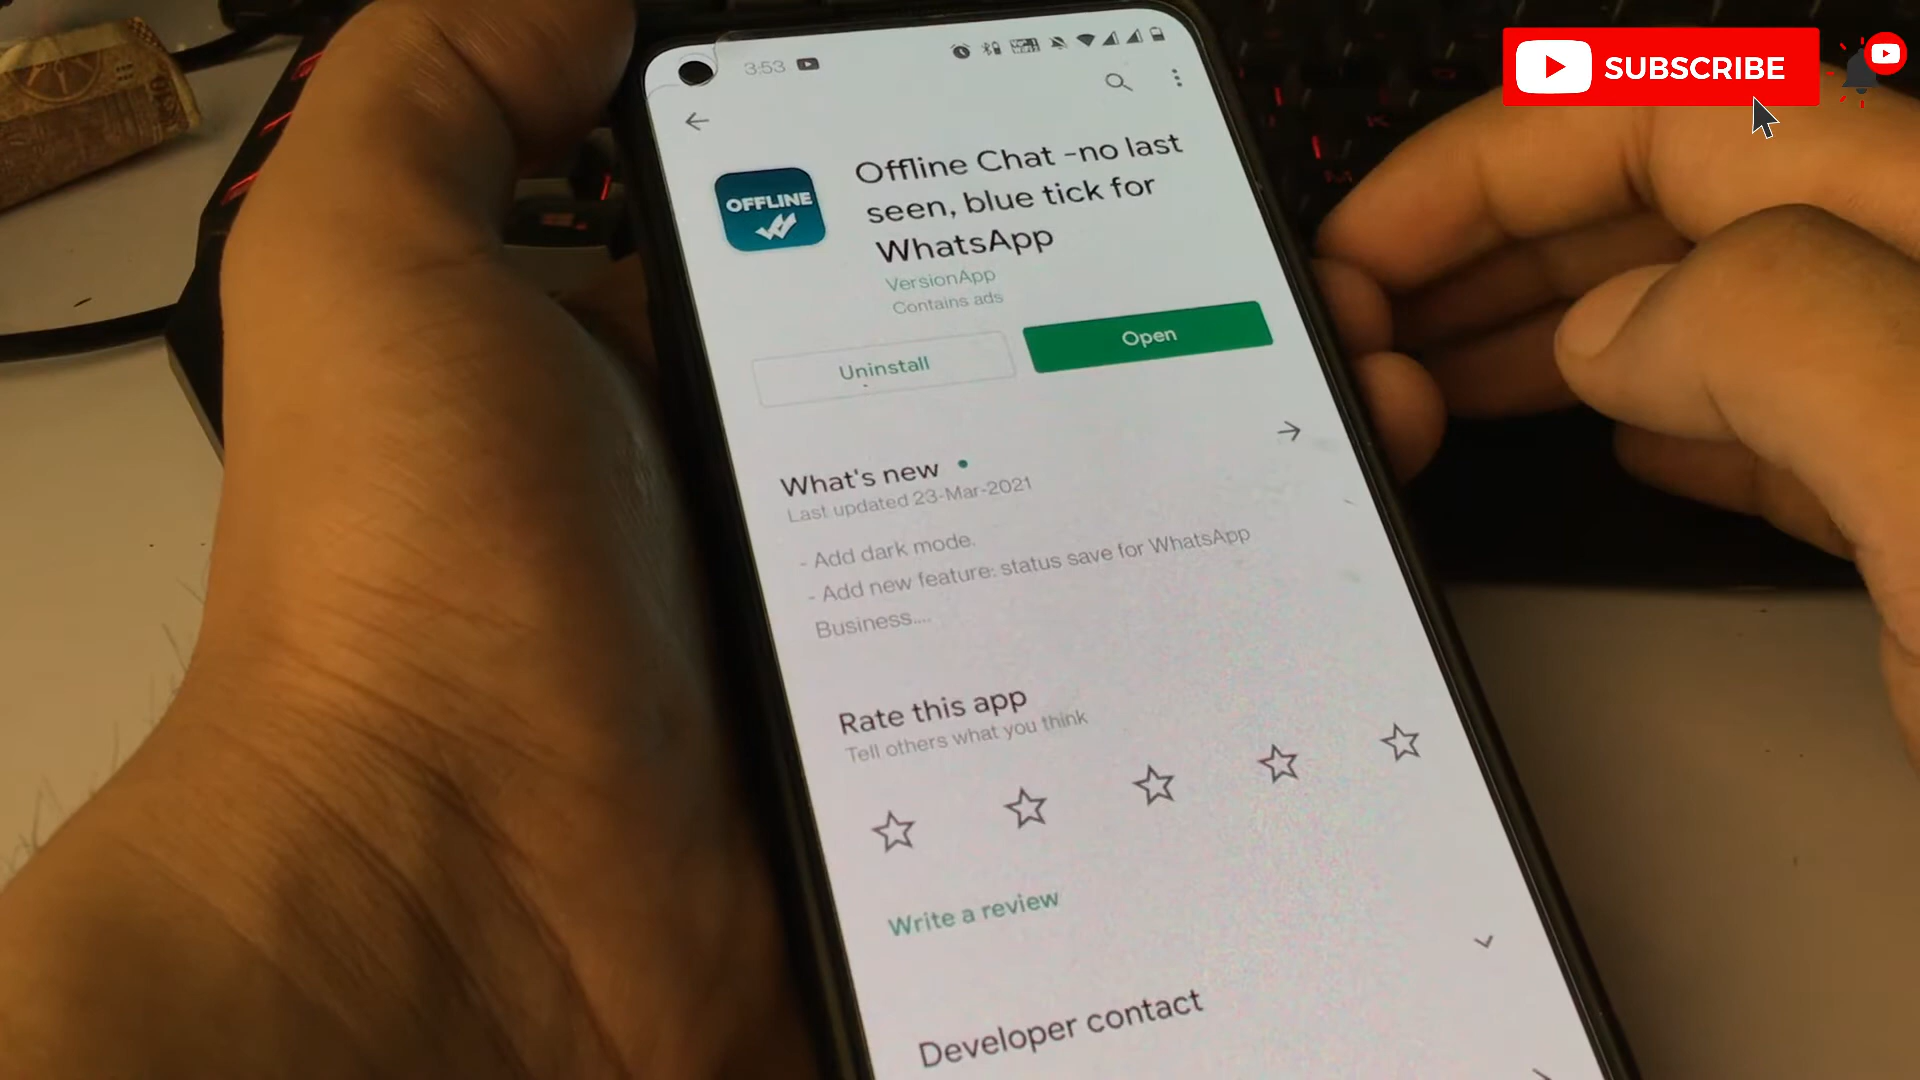 SUBSCRIBE
3:53
Offline Chat -no last
seen, blue tick for
WhatsApp
OFFLINE
VersionApp
Contains ads
Uninstall
Open
What's new
Last updated 23-Mar-2021
- Add dark mode.
- Add new feature: status save for WhatsApp
Business....
Rate this app
Tell others what you think
Write a review
Developer contact